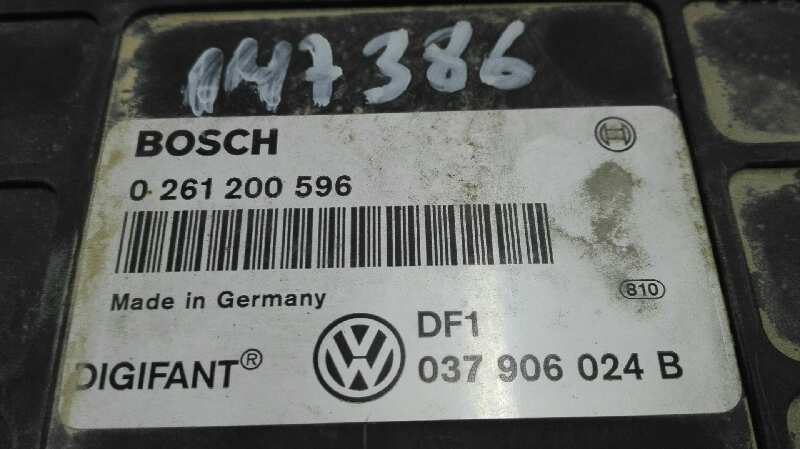 147386
BOSCH
0 261 200 596
Made in Germany
810
DF1
DIGIFANT®
037 906 024 B